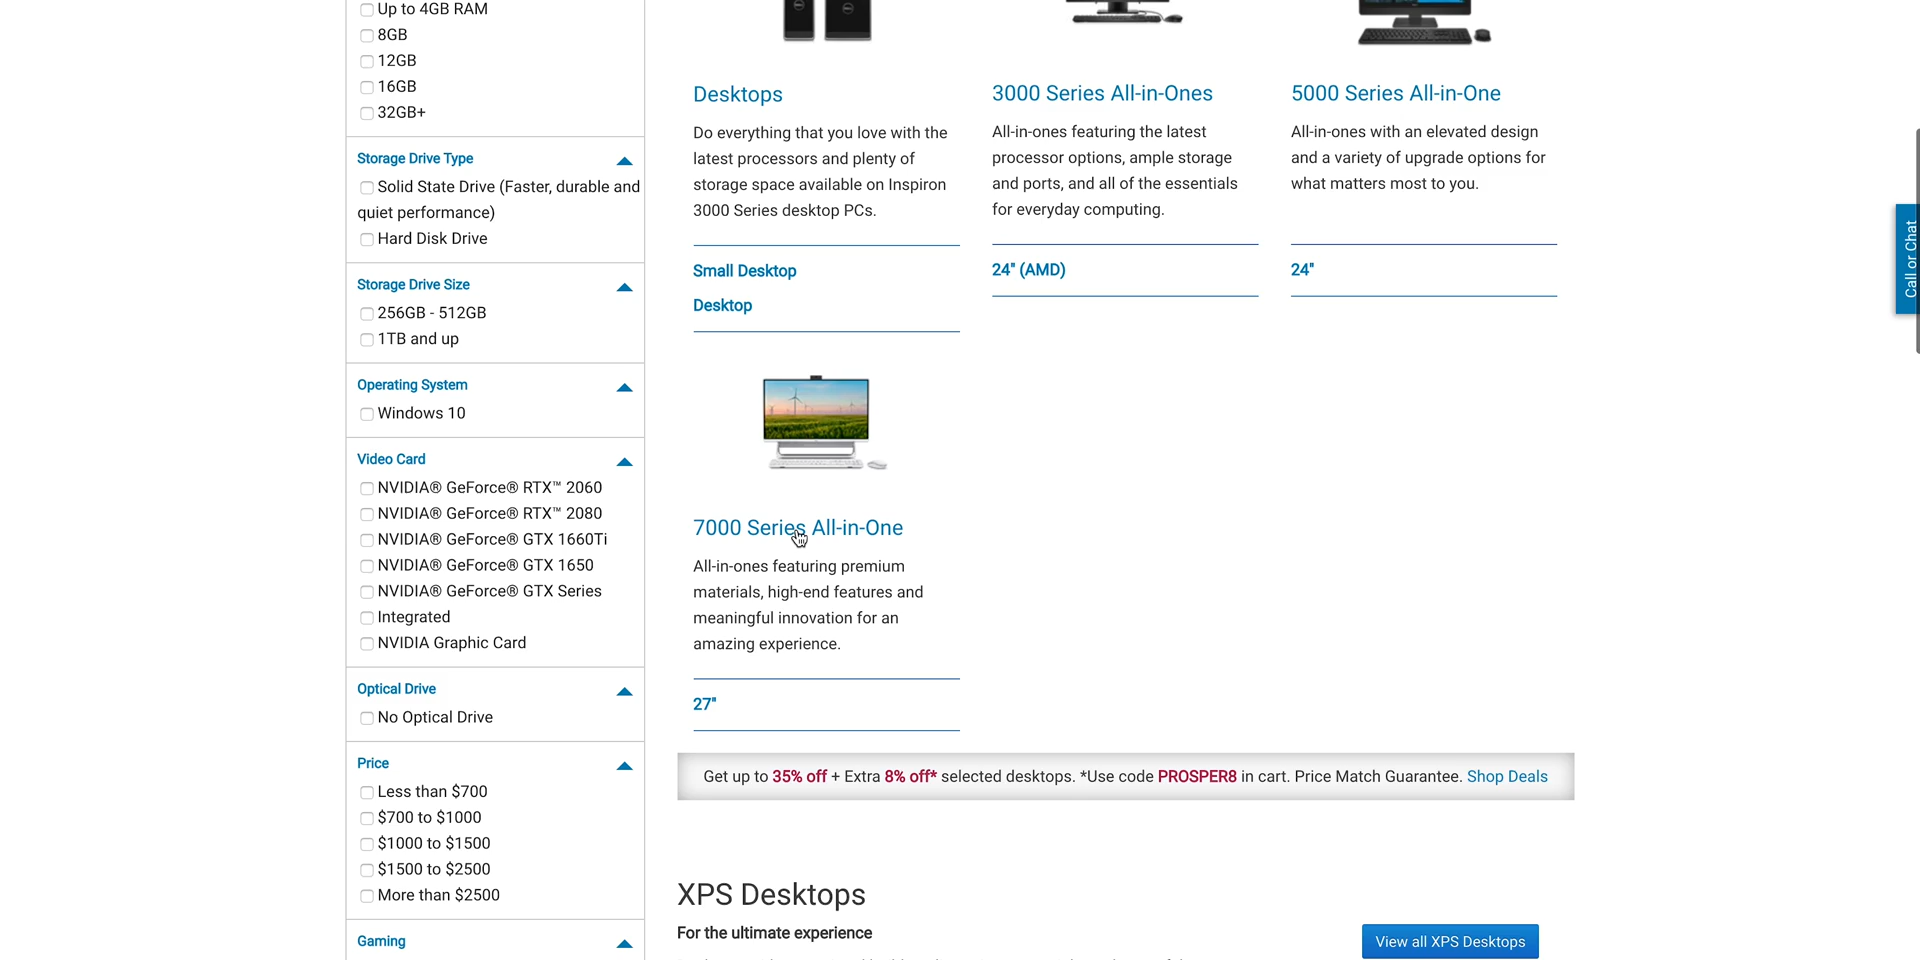 Up to 4GB RAM
8GB
12GB
16GB
32GB+
Storage Drive Type
Solid State Drive (Faster, durable and
quiet performance)
Hard Disk Drive
Storage Drive Size
256GB - 512GB
1TB and up
Operating System
Windows 10
Video Card
NVIDIA® GeForce® RTX™ 2060
NVIDIA® GeForce® RTX™ 2080
NVIDIA® GeForce® GTX 1660Ti
NVIDIA® GeForce® GTX 1650
NVIDIA® GeForce® GTX Series
Integrated
NVIDIA Graphic Card
Optical Drive
No Optical Drive
Price
Less than $700
$700 to $1000
$1000 to $1500
$1500 to $2500
More than $2500
Gaming
Desktops
Do everything that you love with the
latest processors and plenty of
storage space available on Inspiron
3000 Series desktop PCs.
Small Desktop
Desktop
3000 Series All-in-Ones
All-in-ones featuring the latest
processor options, ample storage
and ports, and all of the essentials
for everyday computing.
24" (AMD)
5000 Series All-in-One
All-in-ones with an elevated design
and a variety of upgrade options for
what matters most to you.
24"
7000 Series All-in-One
All-in-ones featuring premium
materials, high-end features and
meaningful innovation for an
amazing experience.
27"
Get up to 35% off + Extra 8% off* selected desktops. *Use code PROSPER8 in cart. Price Match Guarantee. Shop Deals
XPS Desktops
For the ultimate experience
View all XPS Desktops
Call or Chat